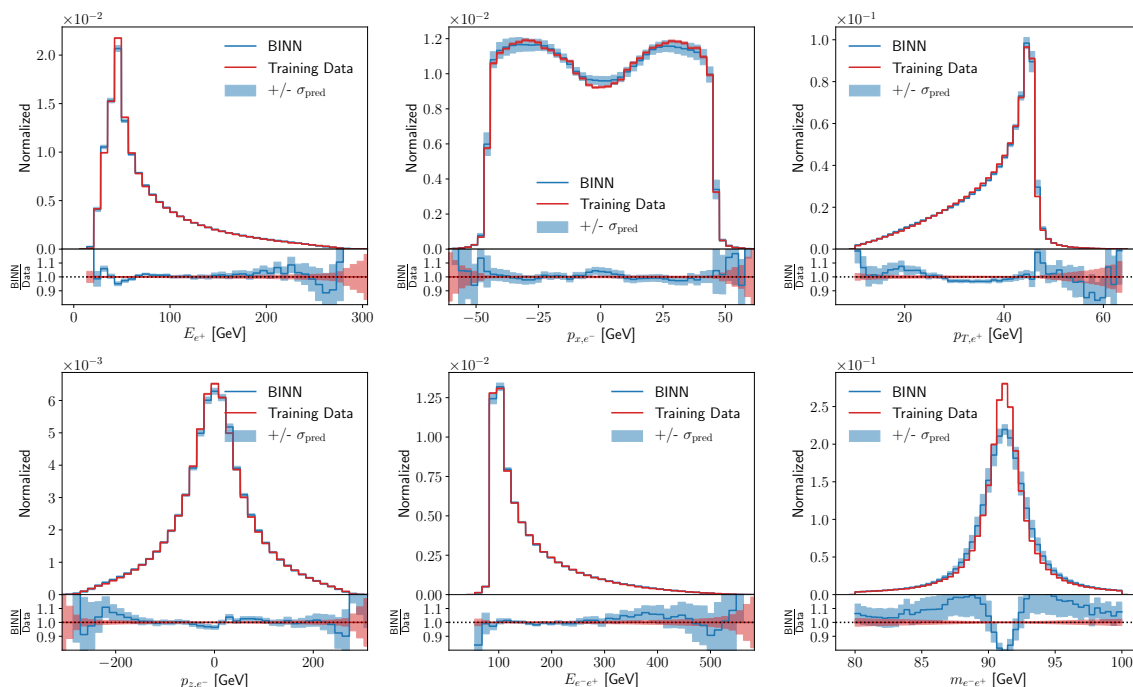 ×10⁻²
Normalized
2.0
1.5
1.0
0.5
0.0
BINN
Training Data
+/- σ_pred
BINN/Data
1.1
1.0
0.9
0 100 200 300
E_{e⁺} [GeV]
×10⁻²
Normalized
1.2
1.0
0.8
0.6
0.4
0.2
0.0
BINN
Training Data
+/- σ_pred
BINN/Data
1.1
1.0
0.9
−50 −25 0 25 50
p_{x,e⁻} [GeV]
×10⁻¹
Normalized
1.0
0.8
0.6
0.4
0.2
0.0
BINN
Training Data
+/- σ_pred
BINN/Data
1.1
1.0
0.9
20 40 60
p_{T,e⁺} [GeV]
×10⁻³
Normalized
6
5
4
3
2
1
0
BINN
Training Data
+/- σ_pred
BINN/Data
1.1
1.0
0.9
−200 0 200
p_{z,e⁻} [GeV]
×10⁻²
Normalized
1.25
1.00
0.75
0.50
0.25
0.00
BINN
Training Data
+/- σ_pred
BINN/Data
1.1
1.0
0.9
100 200 300 400 500
E_{e⁻e⁺} [GeV]
×10⁻¹
Normalized
2.5
2.0
1.5
1.0
0.5
0.0
BINN
Training Data
+/- σ_pred
BINN/Data
1.1
1.0
0.9
80 85 90 95 100
m_{e⁻e⁺} [GeV]